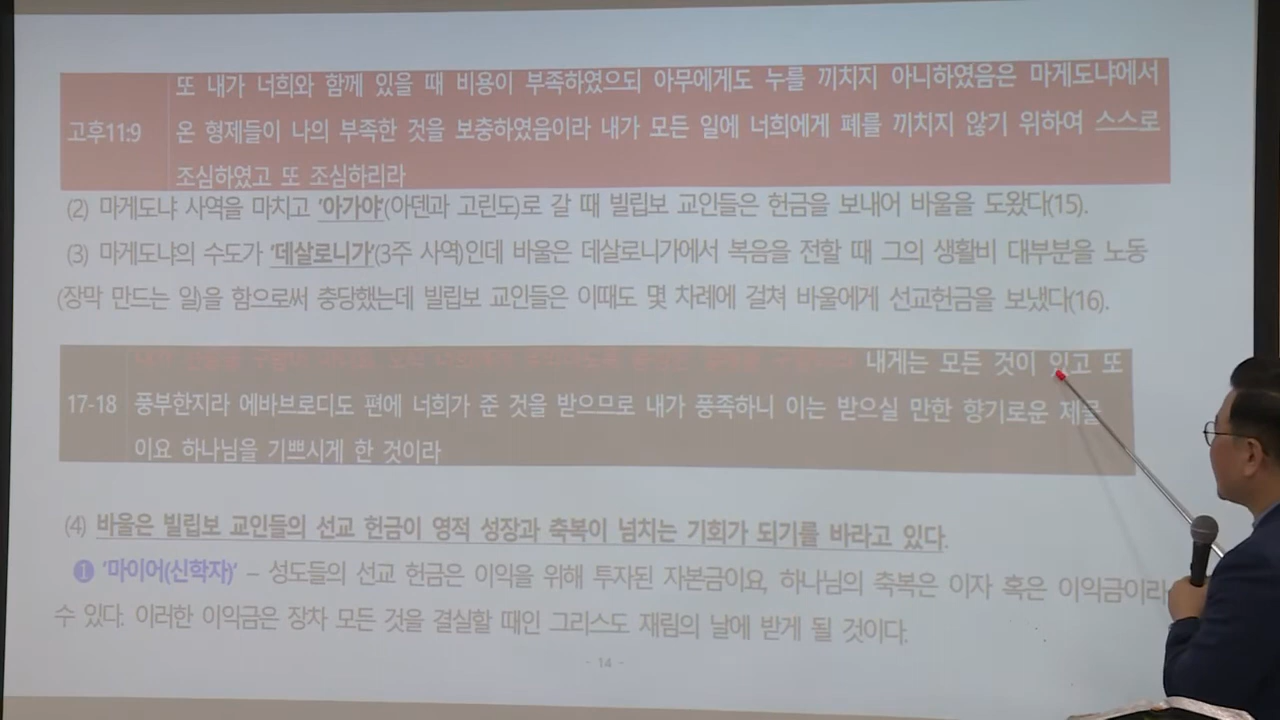 또 내가 너희와 함께 있을 때 비용이 부족하였으되 아무에게도 누를 끼치지 아니하였음은 마게도냐에서
고후11:9 온 형제들이 나의 부족한 것을 보충하였음이라 내가 모든 일에 너희에게 폐를 끼치지 않기 위하여 스스로
조심하였고 또 조심하리라
(2) 마게도냐 사역을 마치고 '아가야'(아덴과 고린도)로 갈 때 빌립보 교인들은 헌금을 보내어 바울을 도왔다(15).
(3) 마게도냐의 수도가 '데살로니가'(3주 사역)인데 바울은 데살로니가에서 복음을 전할 때 그의 생활비 대부분을 노동
(장막 만드는 일)을 함으로써 충당했는데 빌립보 교인들은 이때도 몇 차례에 걸쳐 바울에게 선교헌금을 보냈다(16).
내게는 모든 것이 있고 또
17-18 풍부한지라 에바브로디도 편에 너희가 준 것을 받으므로 내가 풍족하니 이는 받으실 만한 향기로운 제물
이요 하나님을 기쁘시게 한 것이라
(4) 바울은 빌립보 교인들의 선교 헌금이 영적 성장과 축복이 넘치는 기회가 되기를 바라고 있다.
❶ '마이어(신학자)' – 성도들의 선교 헌금은 이익을 위해 투자된 자본금이요, 하나님의 축복은 이자 혹은 이익금이라
수 있다. 이러한 이익금은 장차 모든 것을 결실할 때인 그리스도 재림의 날에 받게 될 것이다.
- 14 -